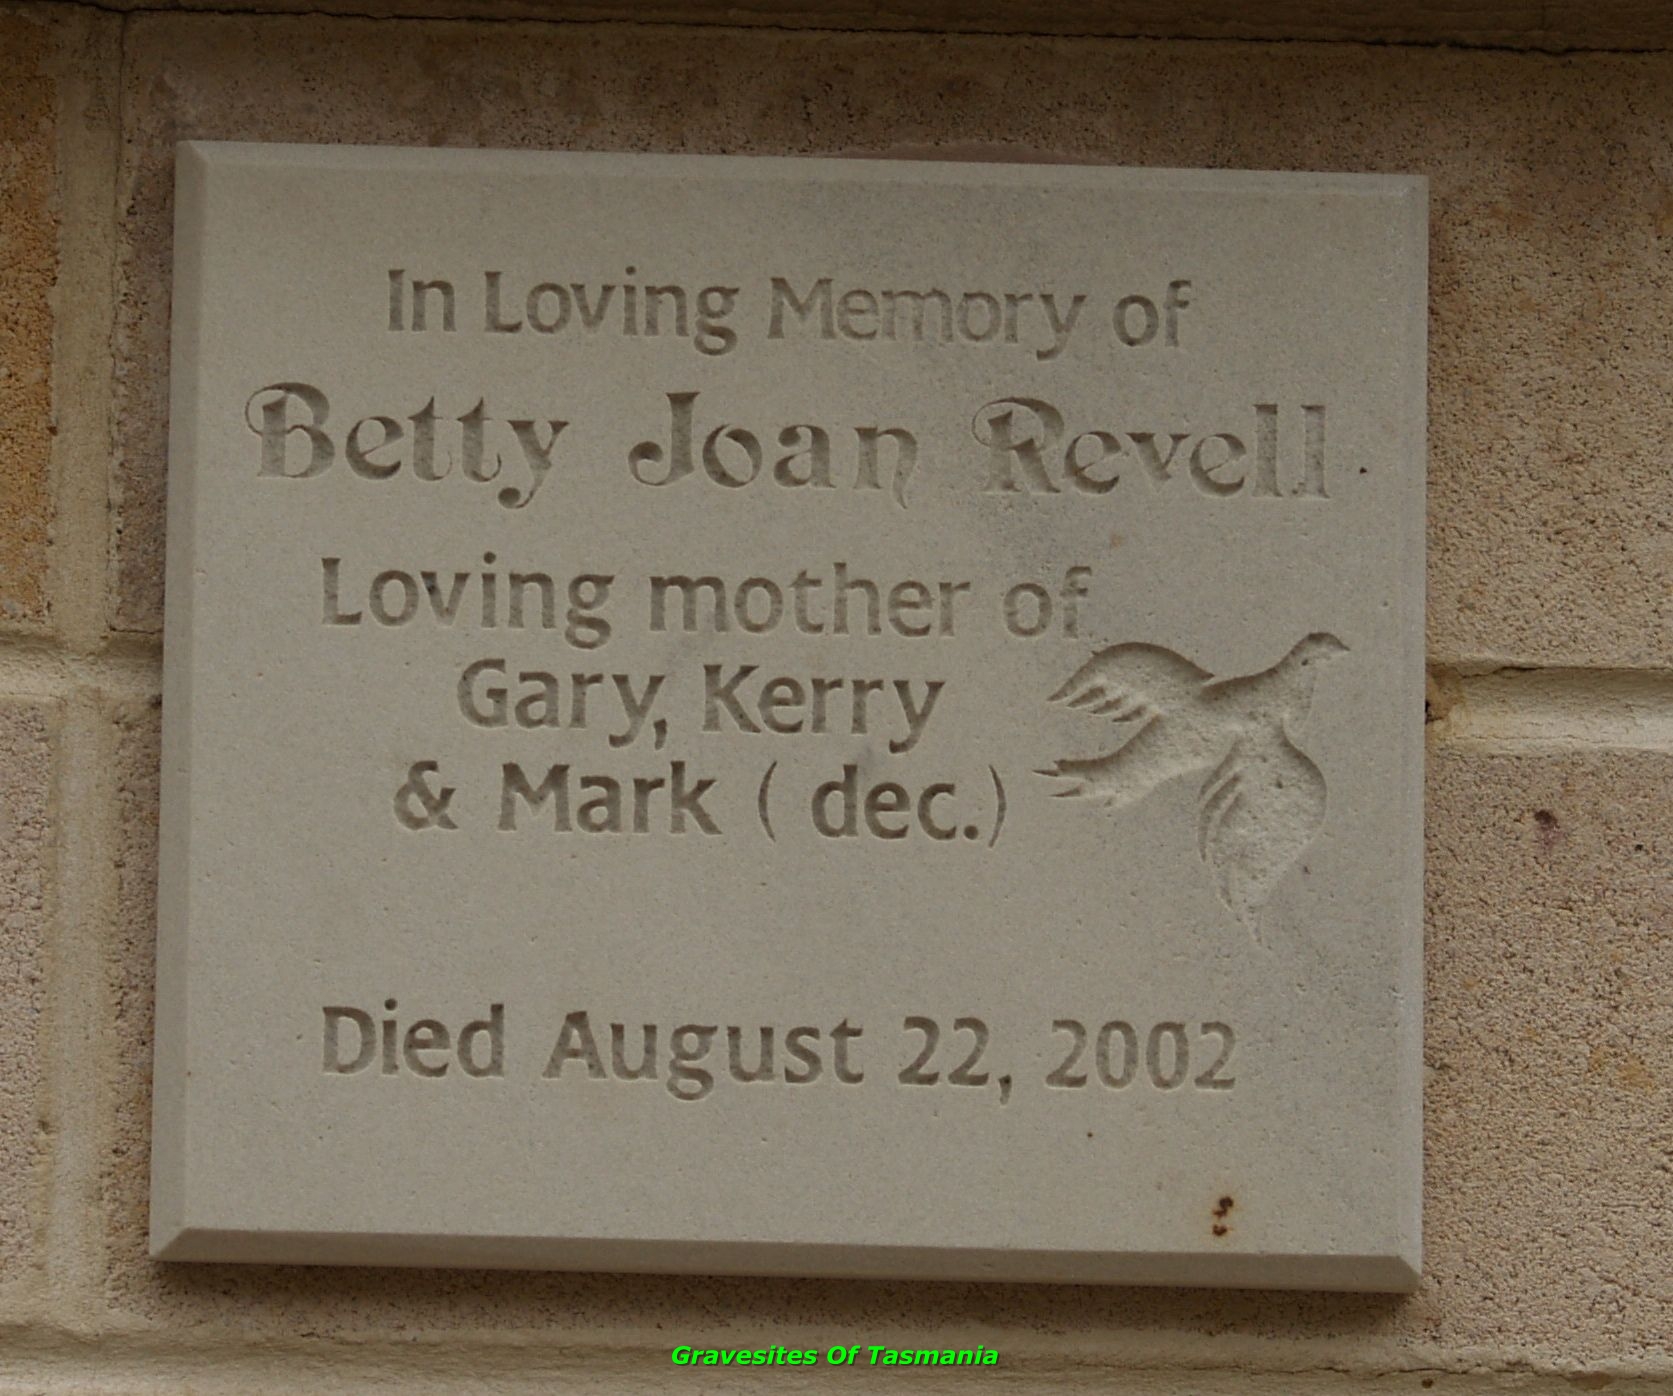 In Loving Memory of
Betty Joan Revell
Loving mother of
Gary, Kerry
& Mark ( dec.)
Died August 22, 2002
Gravesites Of Tasmania